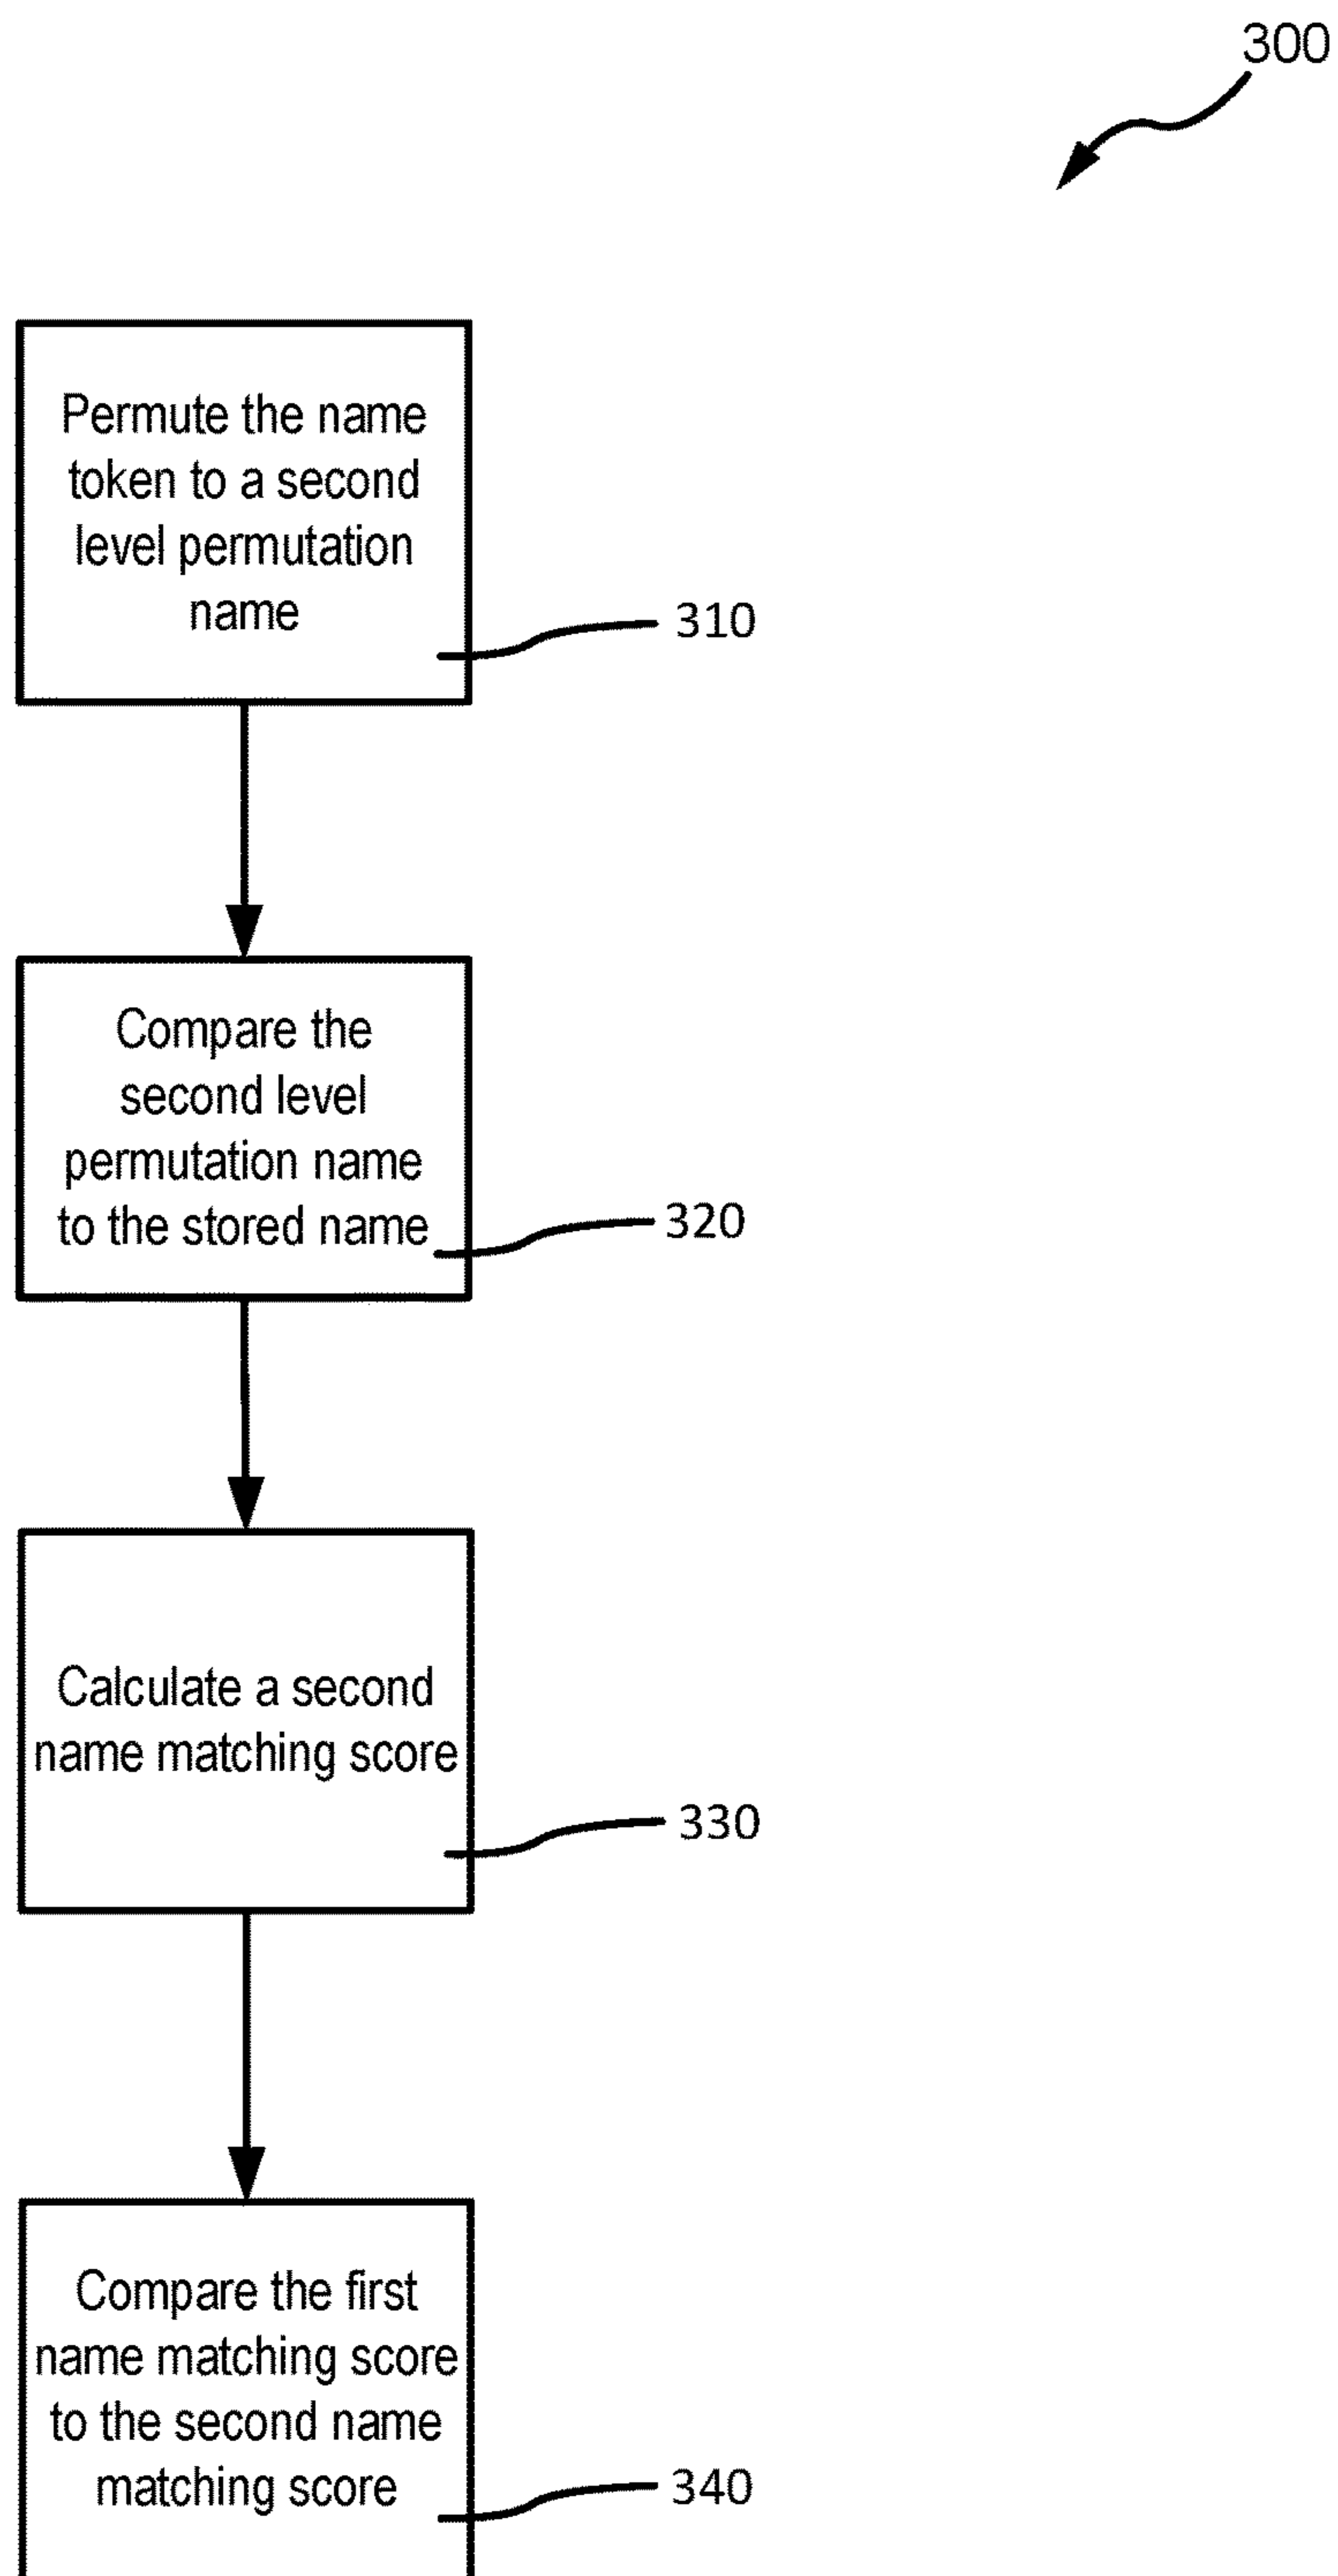 300
Permute the name
token to a second
level permutation
name
310
Compare the
second level
permutation name
to the stored name
320
Calculate a second
name matching score
330
Compare the first
name matching score
to the second name
matching score
340